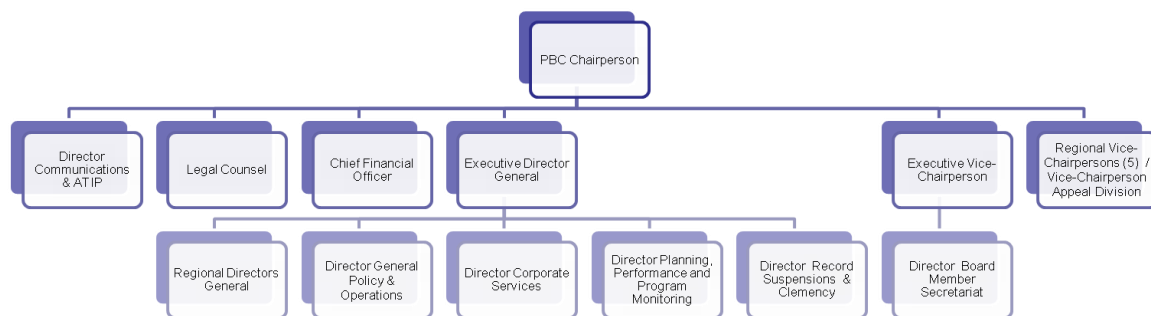 PBC Chairperson
Director
Communications
& ATIP
Legal Counsel
Chief Financial
Officer
Executive Director
General
Executive Vice-
Chairperson
Regional Vice-
Chairpersons (5) /
Vice-Chairperson
Appeal Division
Regional Directors
General
Director General
Policy &
Operations
Director Corporate
Services
Director Planning,
Performance and
Program
Monitoring
Director Record
Suspensions &
Clemency
Director Board
Member
Secretariat